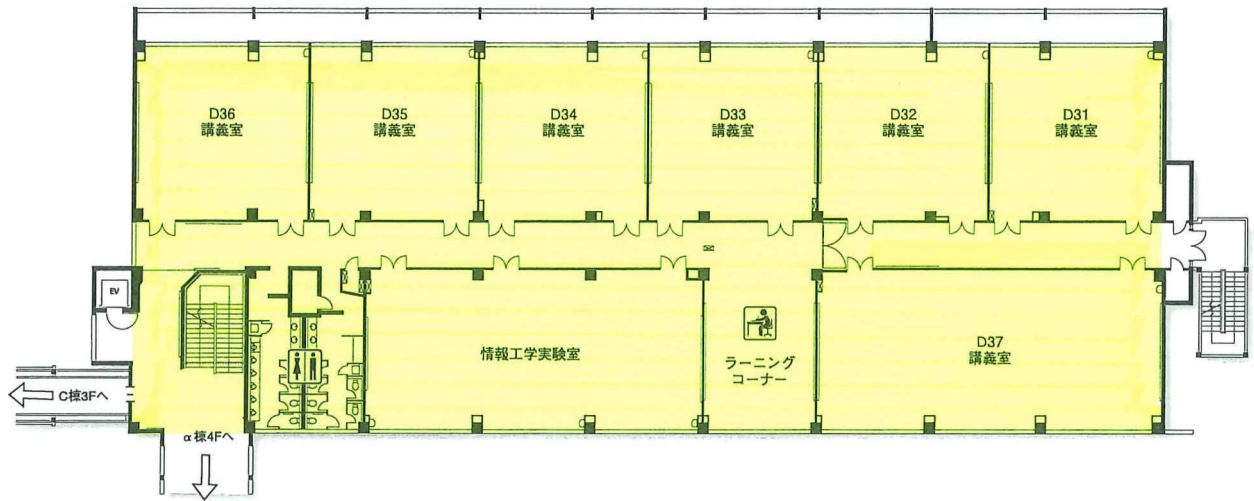 D36
講義室
D35
講義室
D34
講義室
D33
講義室
D32
講義室
D31
講義室
EV
情報工学実験室
ラーニング
コーナー
D37
講義室
C棟3Fへ
α棟4Fへ